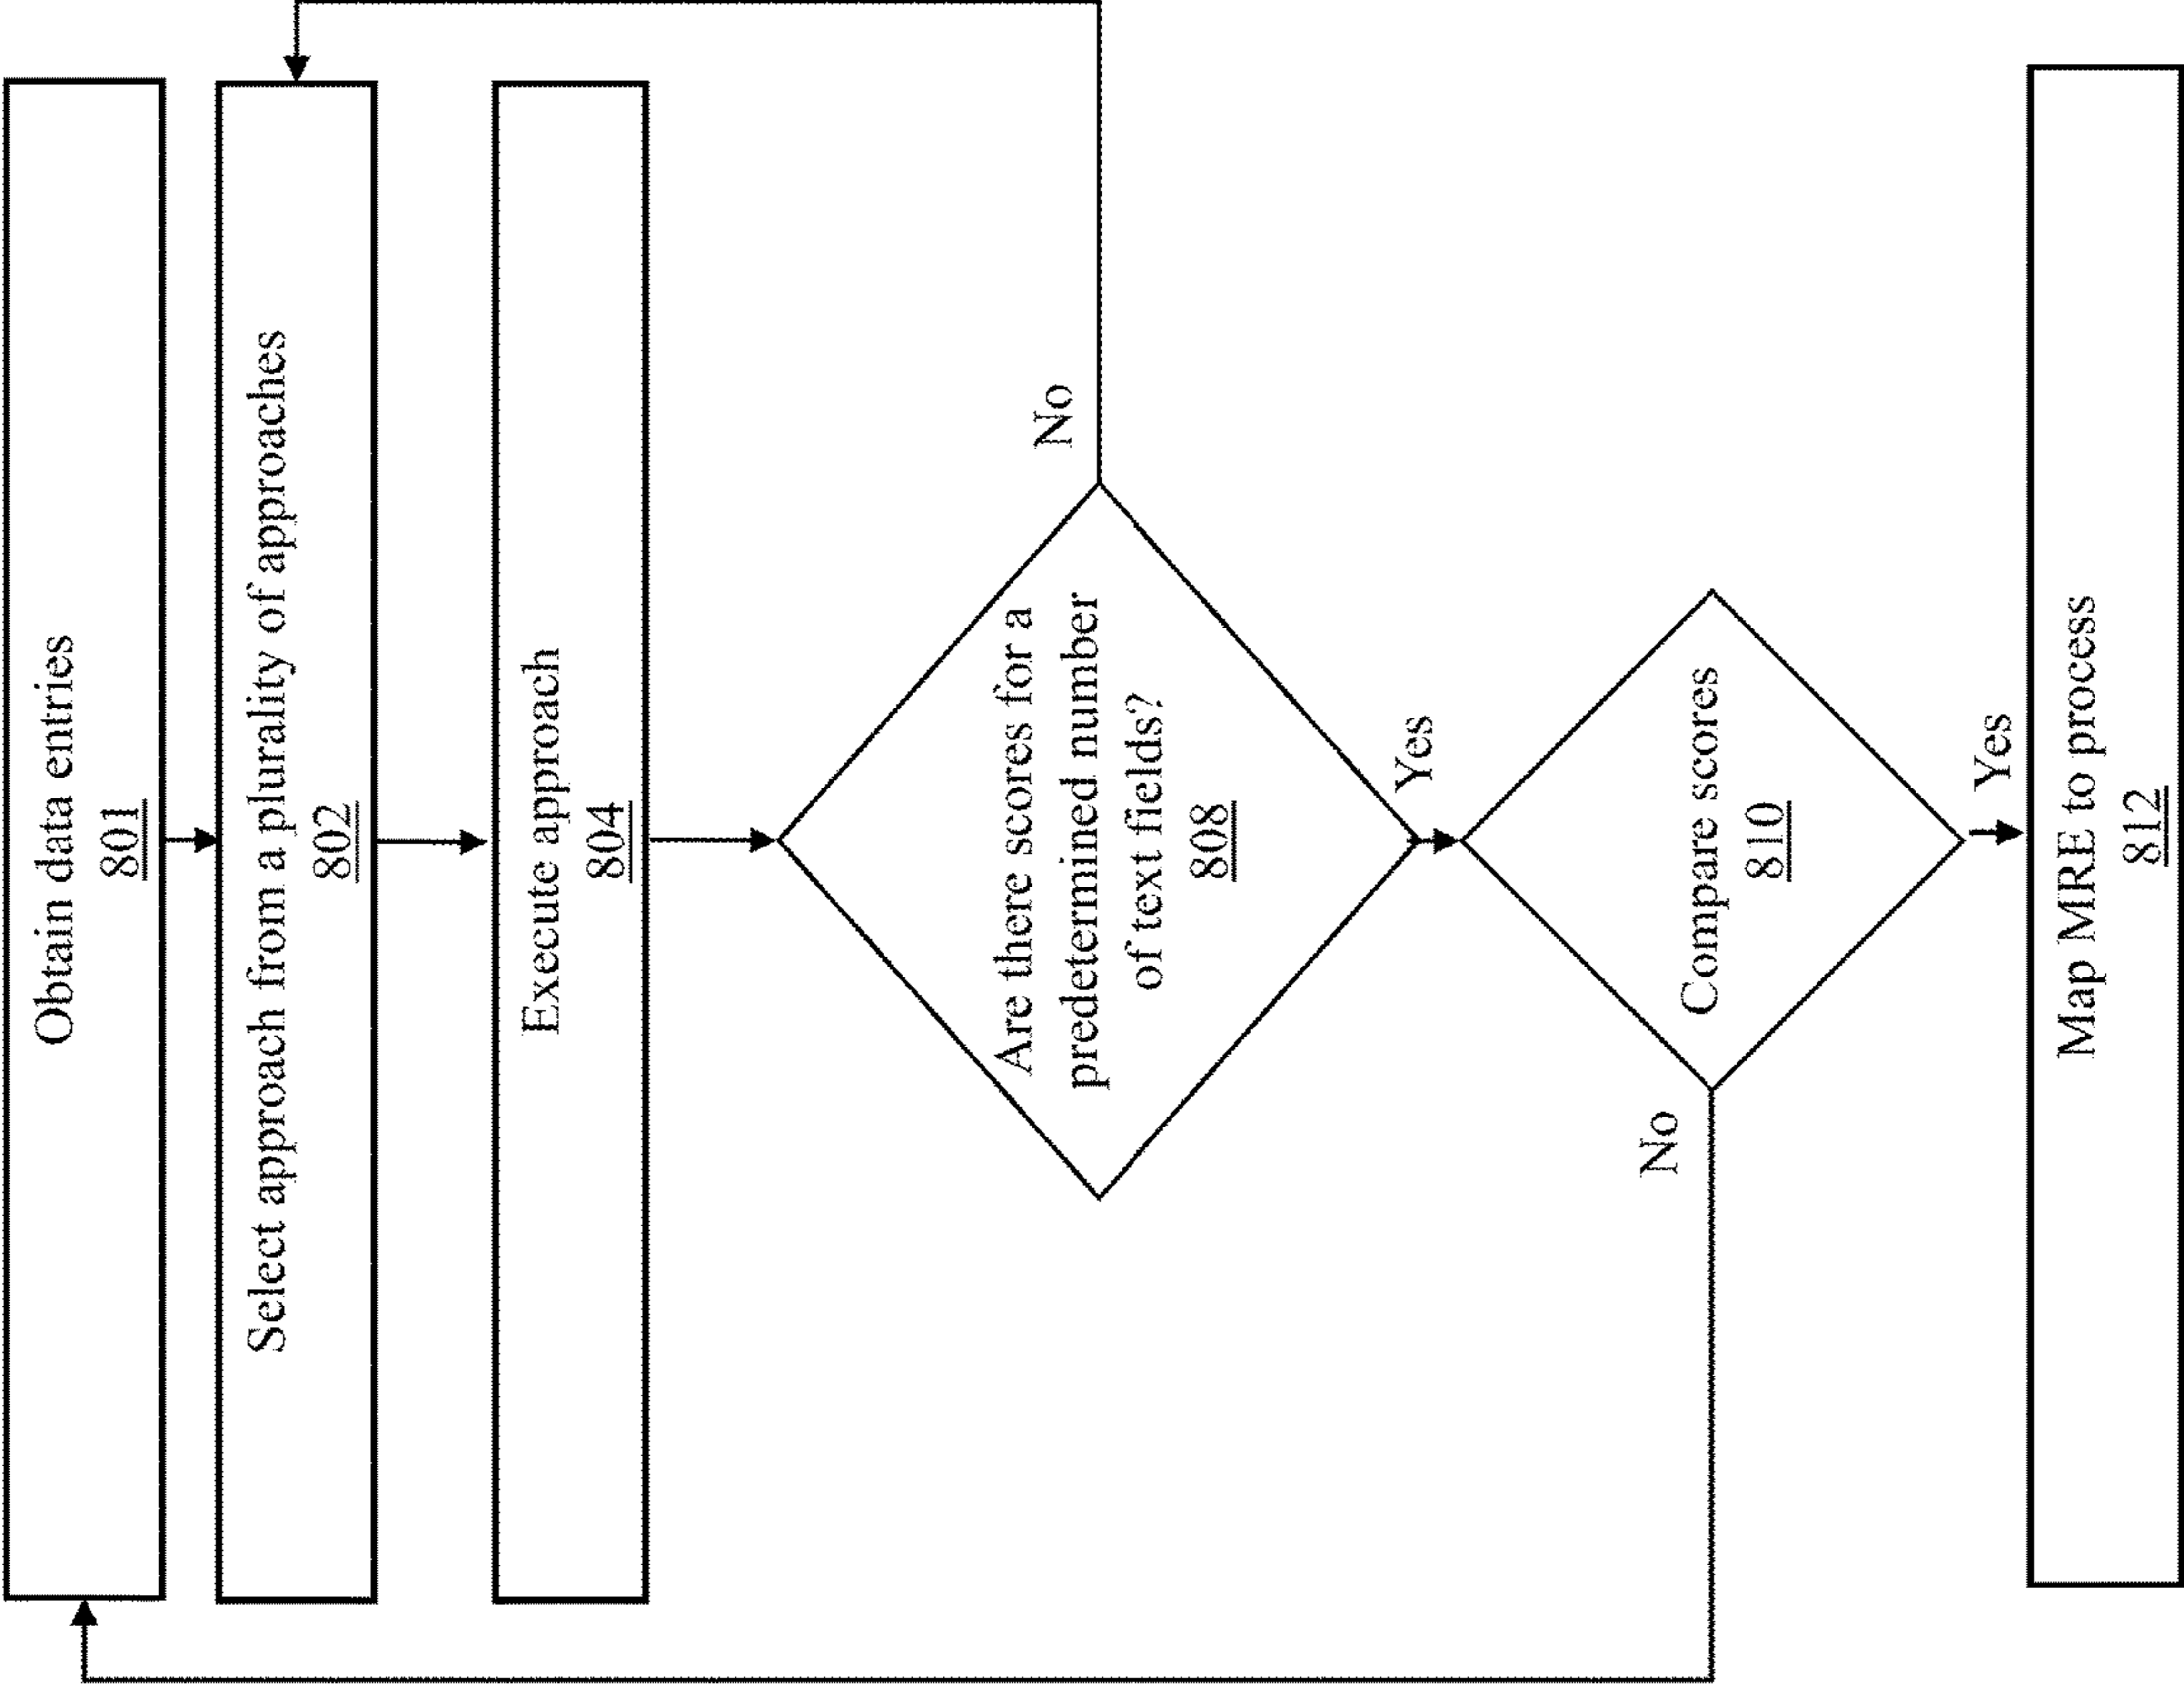 Obtain data entries
801
Select approach from a plurality of approaches
802
Execute approach
804
Are there scores for a
predetermined number
of text fields?
808
No
Yes
Compare scores
810
No
Yes
Map MRE to process
812